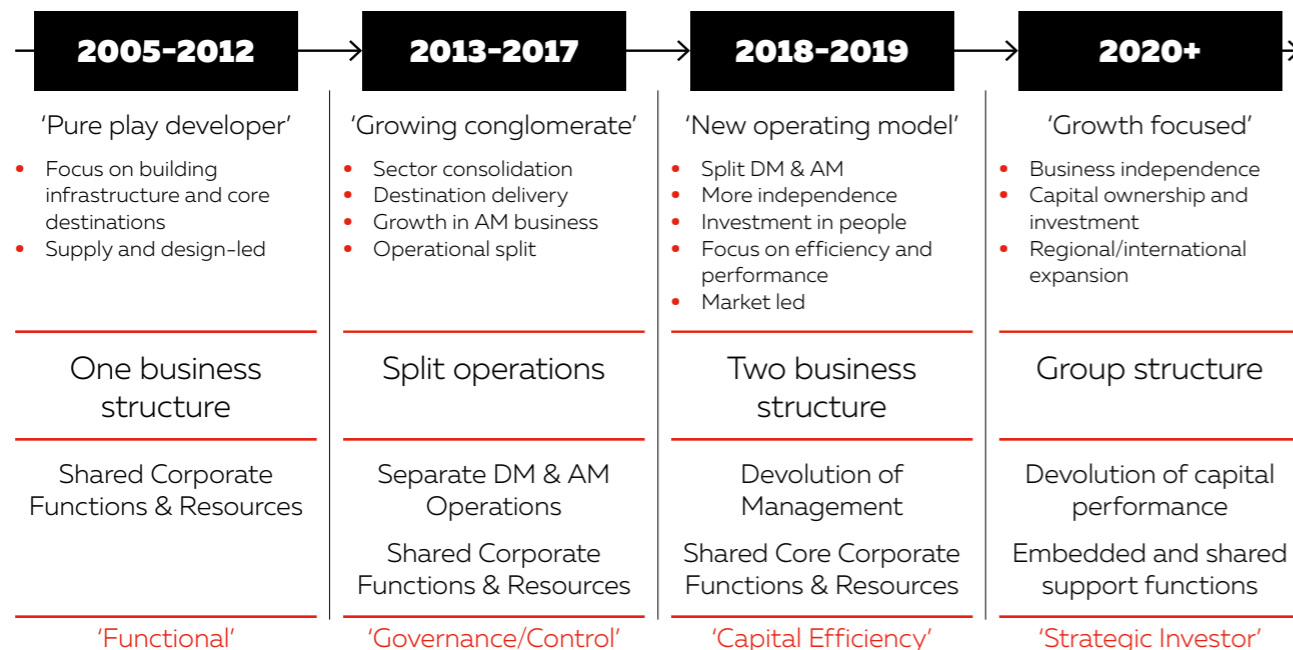 2005-2012
2013-2017
2018-2019
2020+
'Pure play developer'
• Focus on building
infrastructure and core
destinations
• Supply and design-led
'Growing conglomerate'
• Sector consolidation
• Destination delivery
• Growth in AM business
• Operational split
'New operating model'
• Split DM & AM
• More independence
• Investment in people
• Focus on efficiency and
performance
• Market led
'Growth focused'
• Business independence
• Capital ownership and
investment
• Regional/international
expansion
One business
structure
Split operations
Two business
structure
Group structure
Shared Corporate
Functions & Resources
Separate DM & AM
Operations
Shared Corporate
Functions & Resources
Devolution of
Management
Shared Core Corporate
Functions & Resources
Devolution of capital
performance
Embedded and shared
support functions
'Functional'
'Governance/Control'
'Capital Efficiency'
'Strategic Investor'